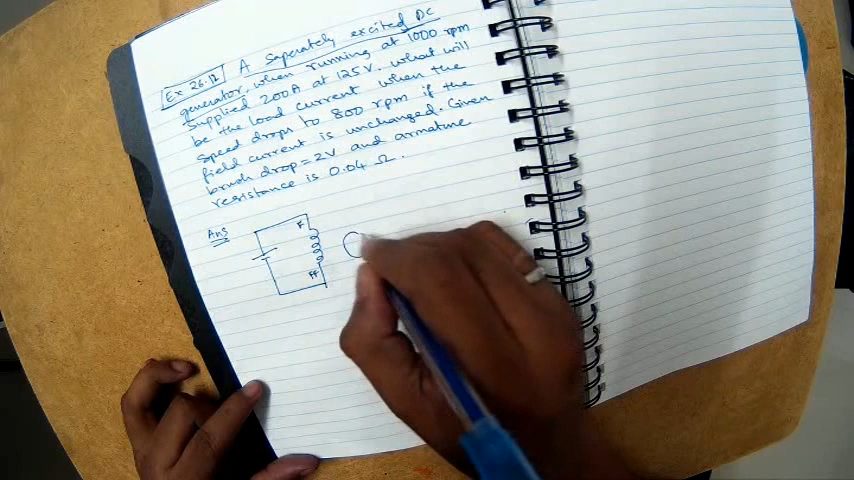 Ex 26.12 A saperately excited DC
generator, when running at 1000 rpm
supplied 200A at 125V. what will
be the load current when the
speed drops to 800 rpm if the
field current is unchanged. Given
brush drop = 2V and armature
resistance is 0.04 Ω.
Ans
F
FF